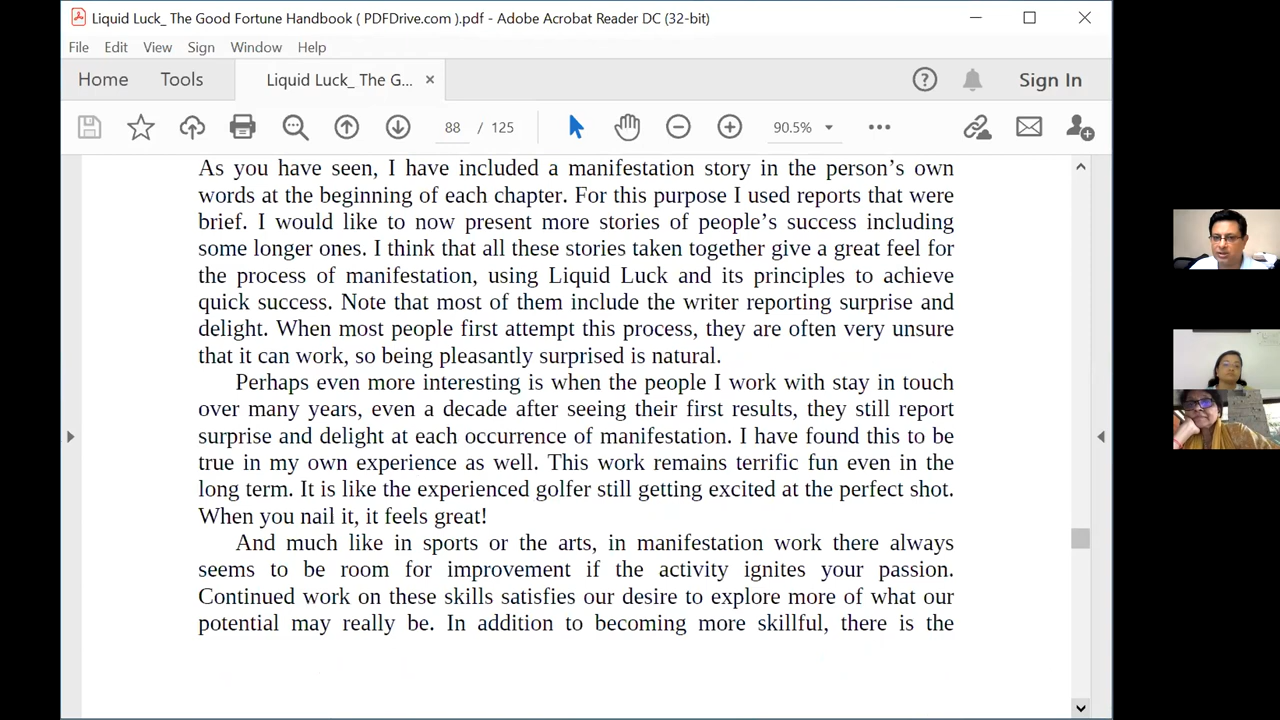 Liquid Luck_ The Good Fortune Handbook ( PDFDrive.com ).pdf - Adobe Acrobat Reader DC (32-bit)
File Edit View Sign Window Help
Home Tools Liquid Luck_ The G... × Sign In
88 / 125 90.5%
As you have seen, I have included a manifestation story in the person’s own
words at the beginning of each chapter. For this purpose I used reports that were
brief. I would like to now present more stories of people’s success including
some longer ones. I think that all these stories taken together give a great feel for
the process of manifestation, using Liquid Luck and its principles to achieve
quick success. Note that most of them include the writer reporting surprise and
delight. When most people first attempt this process, they are often very unsure
that it can work, so being pleasantly surprised is natural.
Perhaps even more interesting is when the people I work with stay in touch
over many years, even a decade after seeing their first results, they still report
surprise and delight at each occurrence of manifestation. I have found this to be
true in my own experience as well. This work remains terrific fun even in the
long term. It is like the experienced golfer still getting excited at the perfect shot.
When you nail it, it feels great!
And much like in sports or the arts, in manifestation work there always
seems to be room for improvement if the activity ignites your passion.
Continued work on these skills satisfies our desire to explore more of what our
potential may really be. In addition to becoming more skillful, there is the